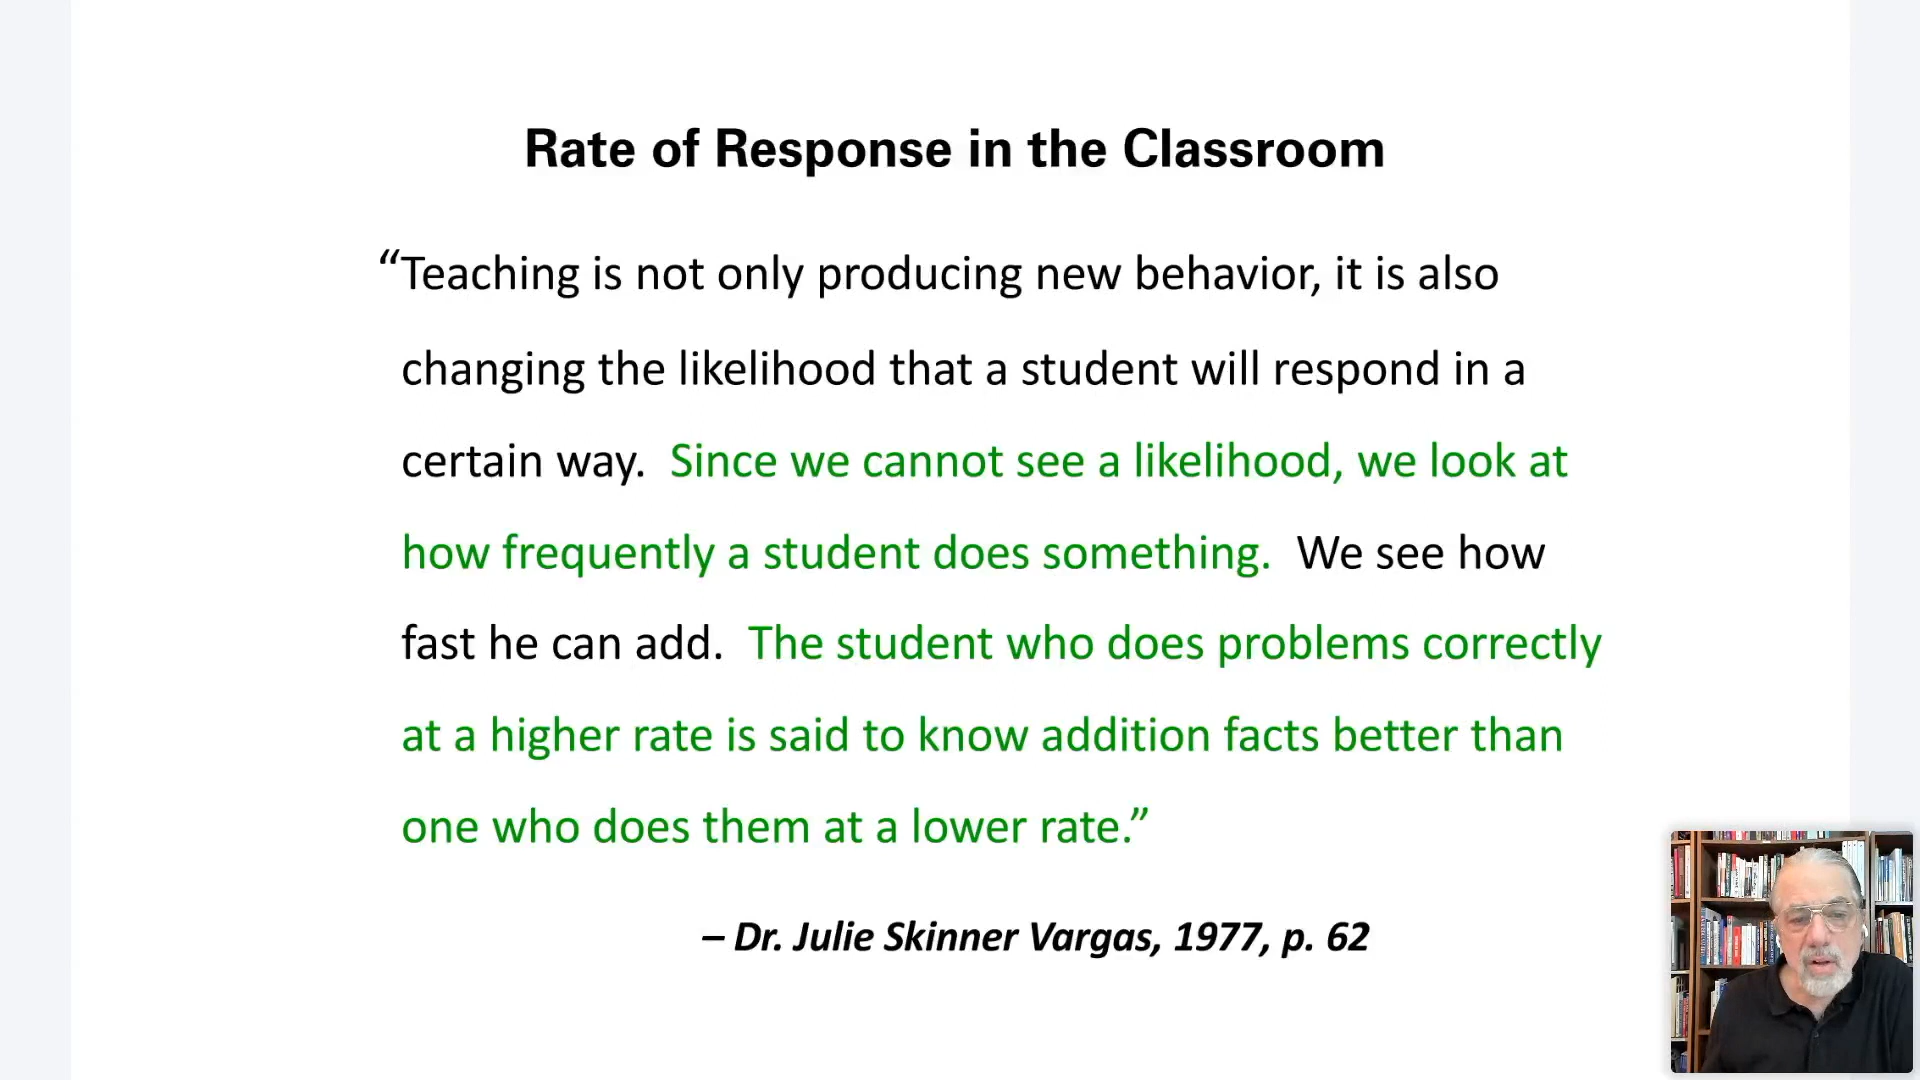 Rate of Response in the Classroom
“Teaching is not only producing new behavior, it is also
changing the likelihood that a student will respond in a
certain way.  Since we cannot see a likelihood, we look at
how frequently a student does something.  We see how
fast he can add.  The student who does problems correctly
at a higher rate is said to know addition facts better than
one who does them at a lower rate.”
– Dr. Julie Skinner Vargas, 1977, p. 62